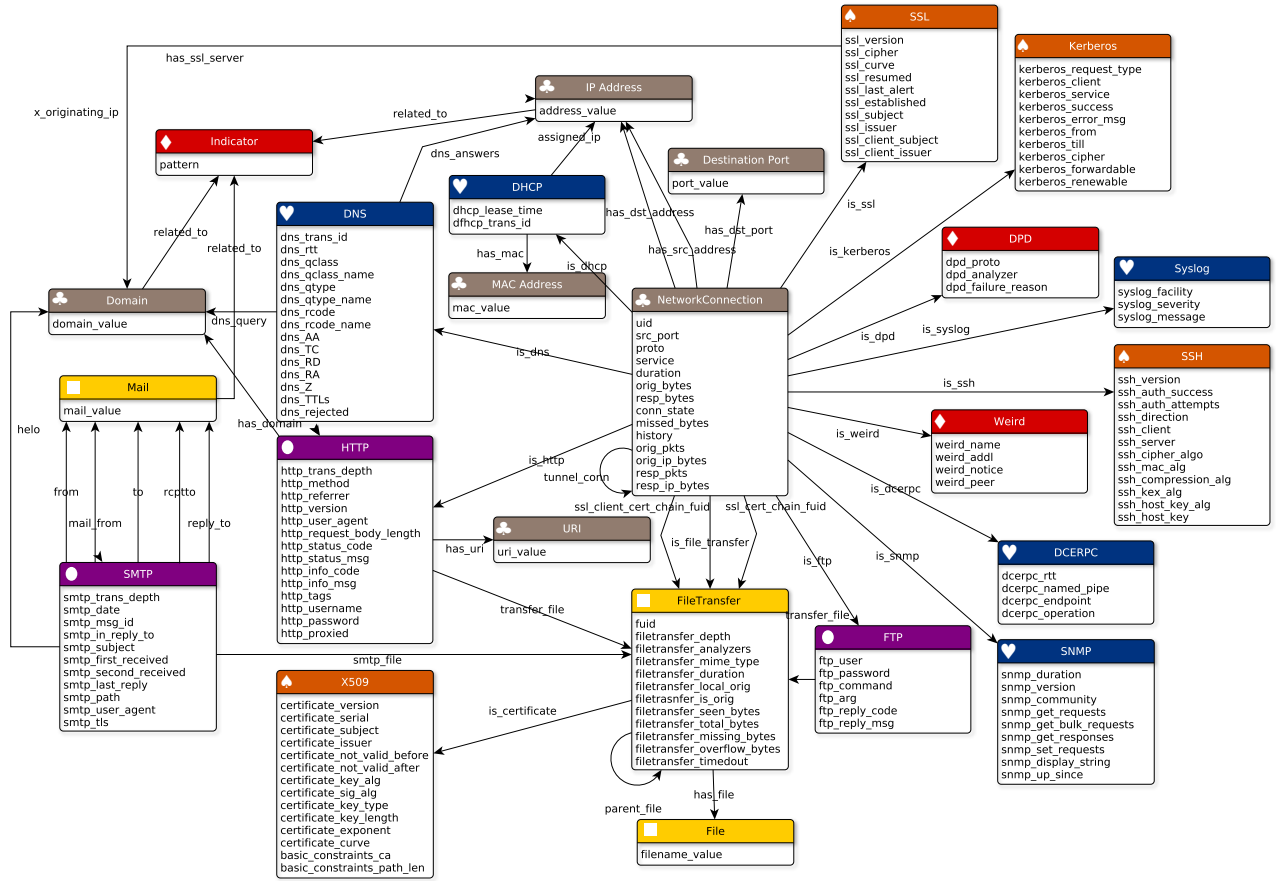 SSL
ssl_version
ssl_cipher
ssl_curve
ssl_resumed
ssl_last_alert
ssl_established
ssl_subject
ssl_issuer
ssl_client_subject
ssl_client_issuer
Kerberos
kerberos_request_type
kerberos_client
kerberos_service
kerberos_success
kerberos_error_msg
kerberos_from
kerberos_till
kerberos_cipher
kerberos_forwardable
kerberos_renewable
has_ssl_server
x_originating_ip
IP Address
address_value
related_to
assigned_ip
dns_answers
Indicator
pattern
Destination Port
port_value
DHCP
dhcp_lease_time
dfhcp_trans_id
has_mac
MAC Address
mac_value
is_dhcp
has_dst_address
has_src_address
has_dst_port
is_ssl
is_kerberos
DPD
dpd_proto
dpd_analyzer
dpd_failure_reason
Syslog
syslog_facility
syslog_severity
syslog_message
related_to
related_to
DNS
dns_trans_id
dns_rtt
dns_qclass
dns_qclass_name
dns_qtype
dns_qtype_name
dns_rcode
dns_rcode_name
dns_AA
dns_TC
dns_RD
dns_RA
dns_Z
dns_TTLs
dns_rejected
Domain
domain_value
dns_query
is_dns
NetworkConnection
uid
src_port
proto
service
duration
orig_bytes
resp_bytes
conn_state
missed_bytes
history
orig_pkts
orig_ip_bytes
resp_pkts
resp_ip_bytes
is_dpd
is_syslog
is_ssh
SSH
ssh_version
ssh_auth_success
ssh_auth_attempts
ssh_direction
ssh_client
ssh_server
ssh_cipher_algo
ssh_mac_alg
ssh_compression_alg
ssh_kex_alg
ssh_host_key_alg
ssh_host_key
Mail
mail_value
helo
has_domain
is_weird
Weird
weird_name
weird_addl
weird_notice
weird_peer
HTTP
http_trans_depth
http_method
http_referrer
http_version
http_user_agent
http_request_body_length
http_status_code
http_status_msg
http_info_code
http_info_msg
http_tags
http_username
http_password
http_proxied
is_http
tunnel_conn
from
mail_from
to
rcptto
reply_to
ssl_client_cert_chain_fuid
ssl_cert_chain_fuid
is_file_transfer
is_dcerpc
is_snmp
is_ftp
URI
uri_value
has_uri
DCERPC
dcerpc_rtt
dcerpc_named_pipe
dcerpc_endpoint
dcerpc_operation
SMTP
smtp_trans_depth
smtp_date
smtp_msg_id
smtp_in_reply_to
smtp_subject
smtp_first_received
smtp_second_received
smtp_last_reply
smtp_path
smtp_user_agent
smtp_tls
transfer_file
smtp_file
FileTransfer
fuid
filetransfer_depth
filetransfer_analyzers
filetransfer_mime_type
filetransfer_duration
filetransfer_local_orig
filetransfer_is_orig
filetransfer_seen_bytes
filetransfer_total_bytes
filetransfer_missing_bytes
filetransfer_overflow_bytes
filetransfer_timedout
transfer_file
FTP
ftp_user
ftp_password
ftp_command
ftp_arg
ftp_reply_code
ftp_reply_msg
SNMP
snmp_duration
snmp_version
snmp_community
snmp_get_requests
snmp_get_bulk_requests
snmp_get_responses
snmp_set_requests
snmp_display_string
snmp_up_since
X509
certificate_version
certificate_serial
certificate_subject
certificate_issuer
certificate_not_valid_before
certificate_not_valid_after
certificate_key_alg
certificate_sig_alg
certificate_key_type
certificate_key_length
certificate_exponent
certificate_curve
basic_constraints_ca
basic_constraints_path_len
is_certificate
has_file
parent_file
File
filename_value